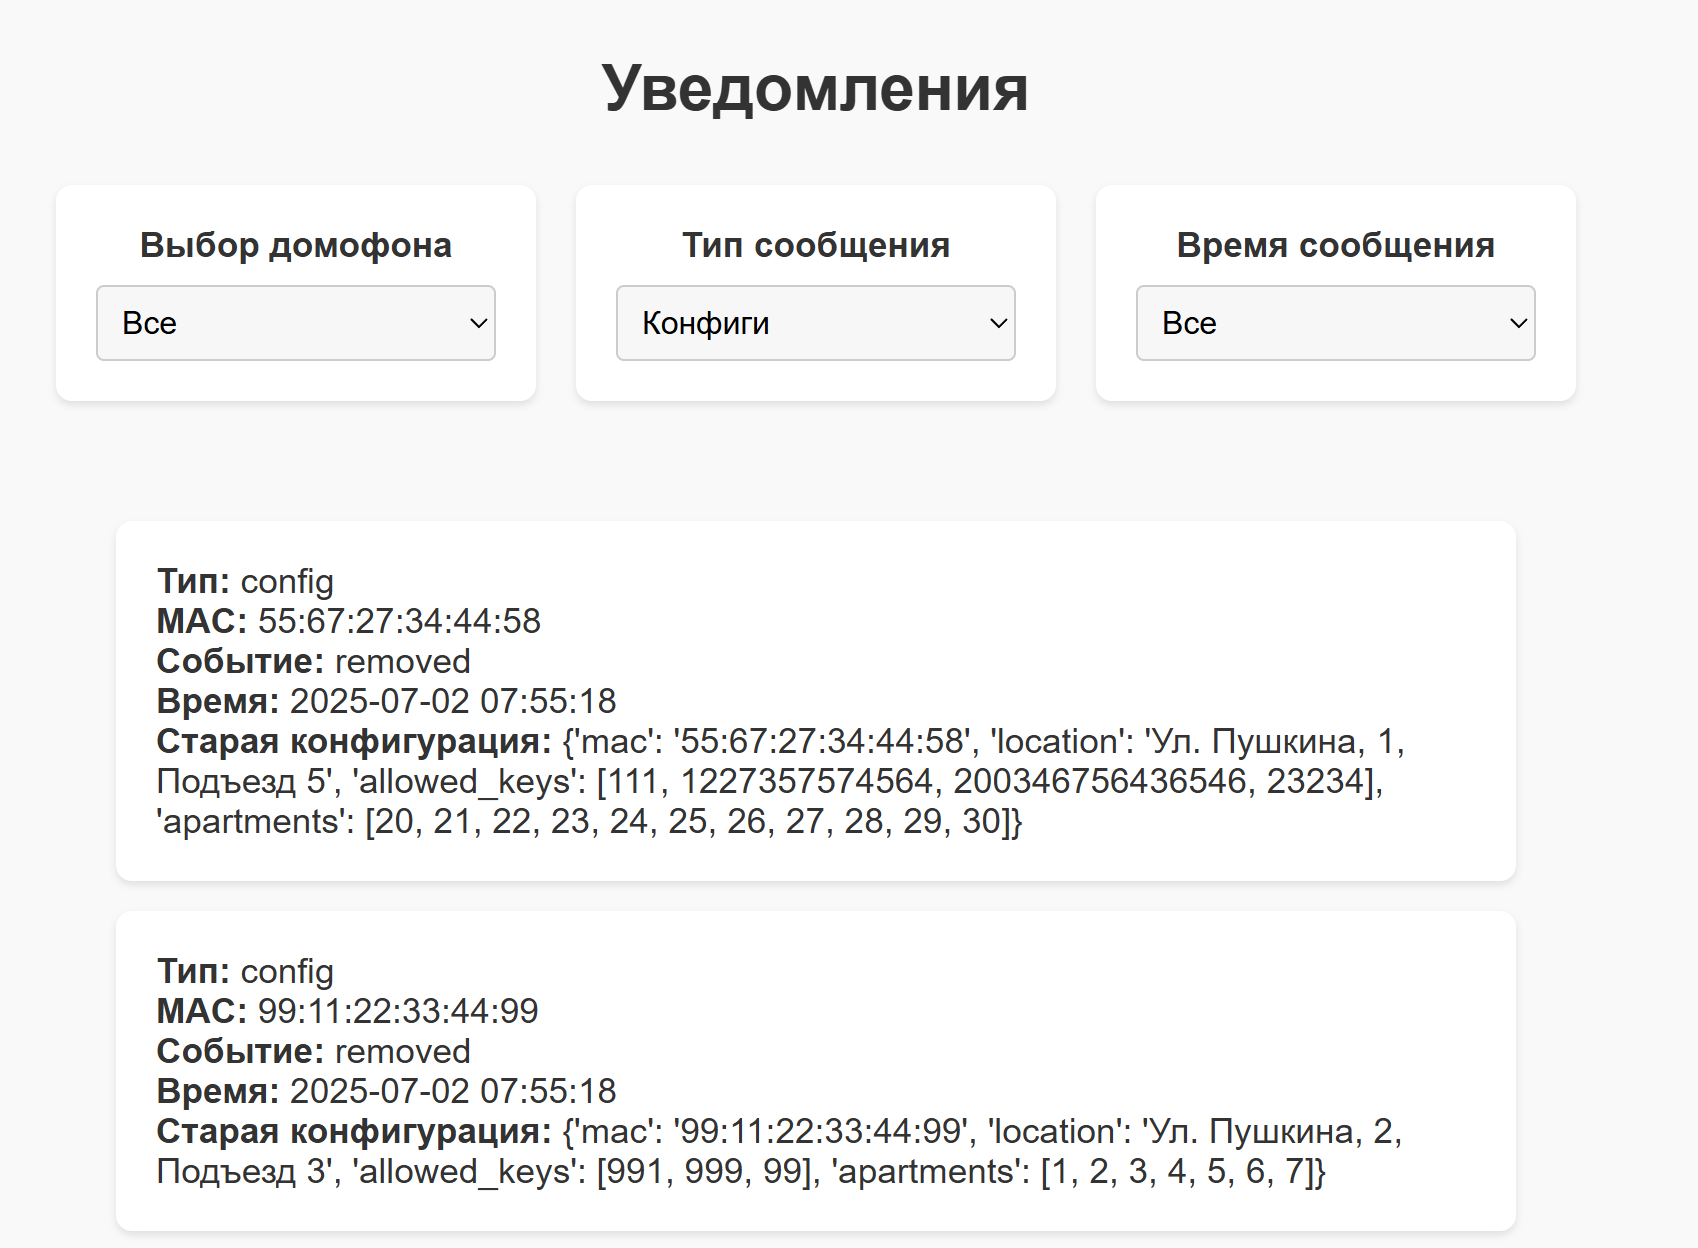 Уведомления
Выбор домофона
Тип сообщения
Время сообщения
Все
Конфиги
Все
Тип: config
MAC: 55:67:27:34:44:58
Событие: removed
Время: 2025-07-02 07:55:18
Старая конфигурация: {'mac': '55:67:27:34:44:58', 'location': 'Ул. Пушкина, 1,
Подъезд 5', 'allowed_keys': [111, 1227357574564, 200346756436546, 23234],
'apartments': [20, 21, 22, 23, 24, 25, 26, 27, 28, 29, 30]}
Тип: config
MAC: 99:11:22:33:44:99
Событие: removed
Время: 2025-07-02 07:55:18
Старая конфигурация: {'mac': '99:11:22:33:44:99', 'location': 'Ул. Пушкина, 2,
Подъезд 3', 'allowed_keys': [991, 999, 99], 'apartments': [1, 2, 3, 4, 5, 6, 7]}